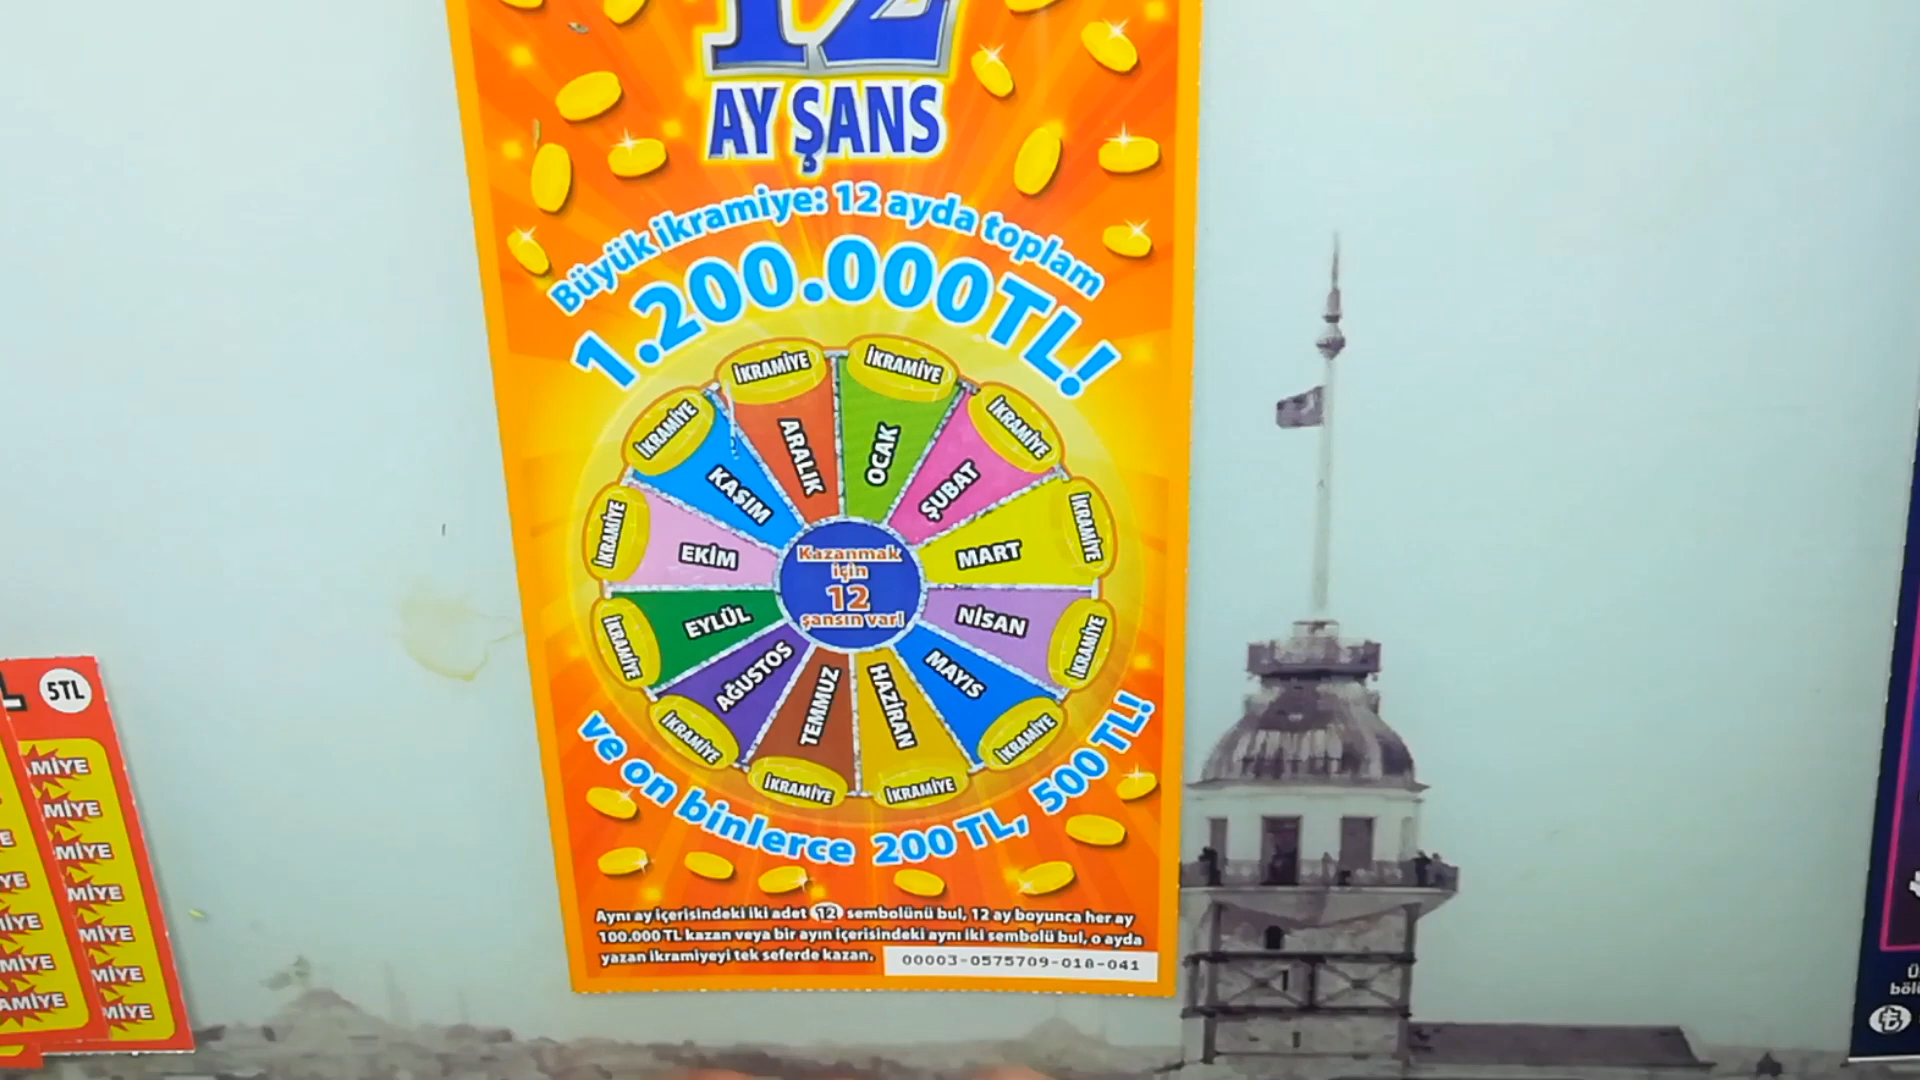 12
AY ŞANS
Büyük ikramiye: 12 ayda toplam
1.200.000TL!
İKRAMİYE
İKRAMİYE
İKRAMİYE
İKRAMİYE
İKRAMİYE
İKRAMİYE
İKRAMİYE
İKRAMİYE
İKRAMİYE
İKRAMİYE
İKRAMİYE
İKRAMİYE
OCAK
ŞUBAT
MART
NİSAN
MAYIS
HAZİRAN
TEMMUZ
AĞUSTOS
EYLÜL
EKİM
KASIM
ARALIK
Kazanmak
için
12
şansın var!
ve on binlerce 200 TL, 500 TL!
Aynı ay içerisindeki iki adet 12 sembolünü bul, 12 ay boyunca her ay
100.000 TL kazan veya bir ayın içerisindeki aynı iki sembolü bul, o ayda
yazan ikramiyeyi tek seferde kazan.
00003-0575709-018-041
5TL
MİYE
MİYE
MİYE
MİYE
MİYE
MİYE
MİYE